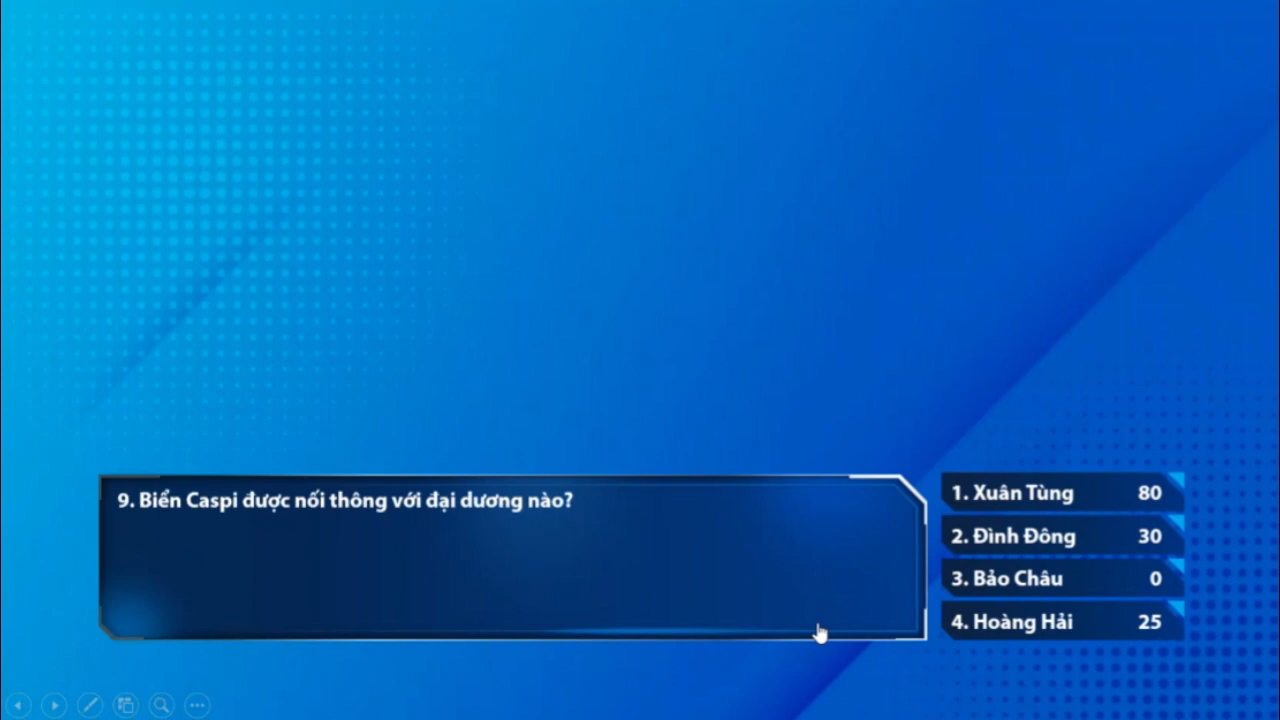 9. Biển Caspi được nối thông với đại dương nào?
1. Xuân Tùng 80
2. Đình Đông 30
3. Bảo Châu 0
4. Hoàng Hải 25